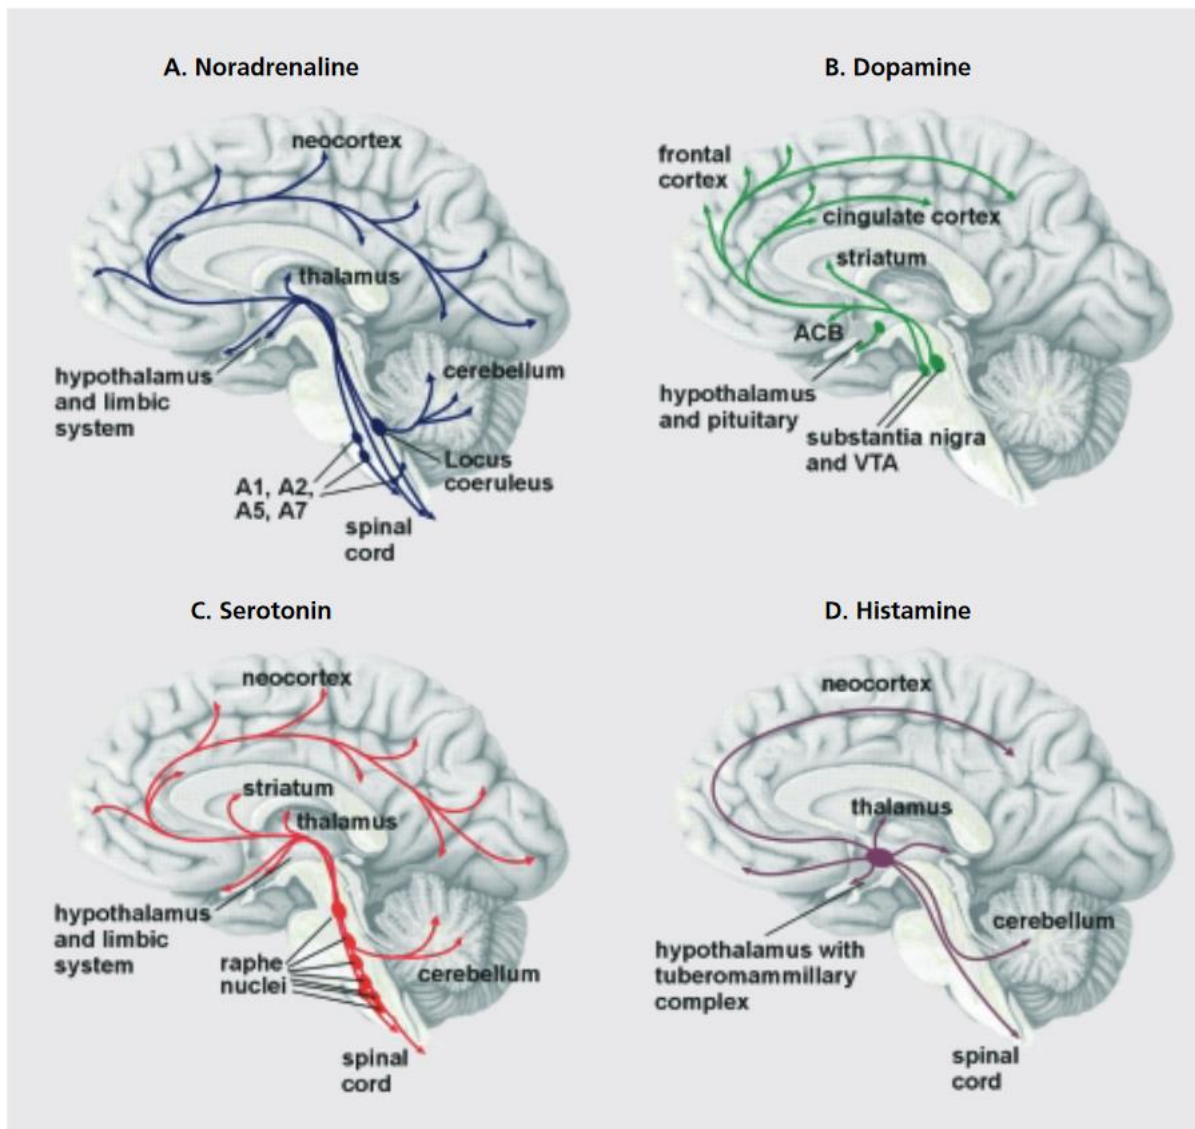 A. Noradrenaline
neocortex
thalamus
hypothalamus
and limbic
system
cerebellum
Locus
coeruleus
A1, A2,
A5, A7
spinal
cord
B. Dopamine
frontal
cortex
cingulate cortex
striatum
ACB
hypothalamus
and pituitary
substantia nigra
and VTA
C. Serotonin
neocortex
striatum
thalamus
hypothalamus
and limbic
system
raphe
nuclei
cerebellum
spinal
cord
D. Histamine
neocortex
thalamus
cerebellum
hypothalamus with
tuberomammillary
complex
spinal
cord